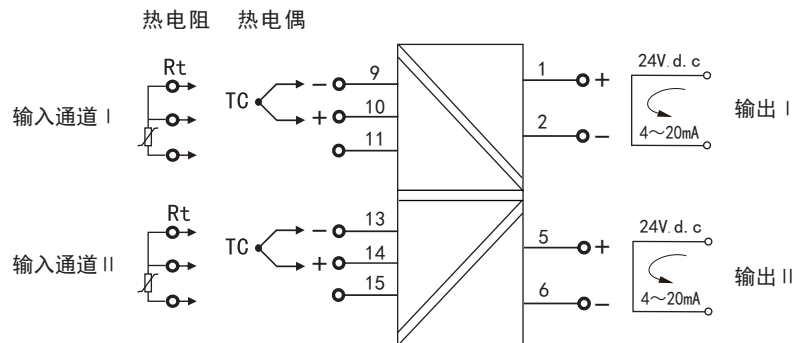 热电阻 热电偶
Rt
TC
− 9
+ 10
11
输入通道 I
1 +
2 −
24V.d.c
4～20mA
输出 I
Rt
TC
− 13
+ 14
15
输入通道 II
5 +
6 −
24V.d.c
4～20mA
输出 II